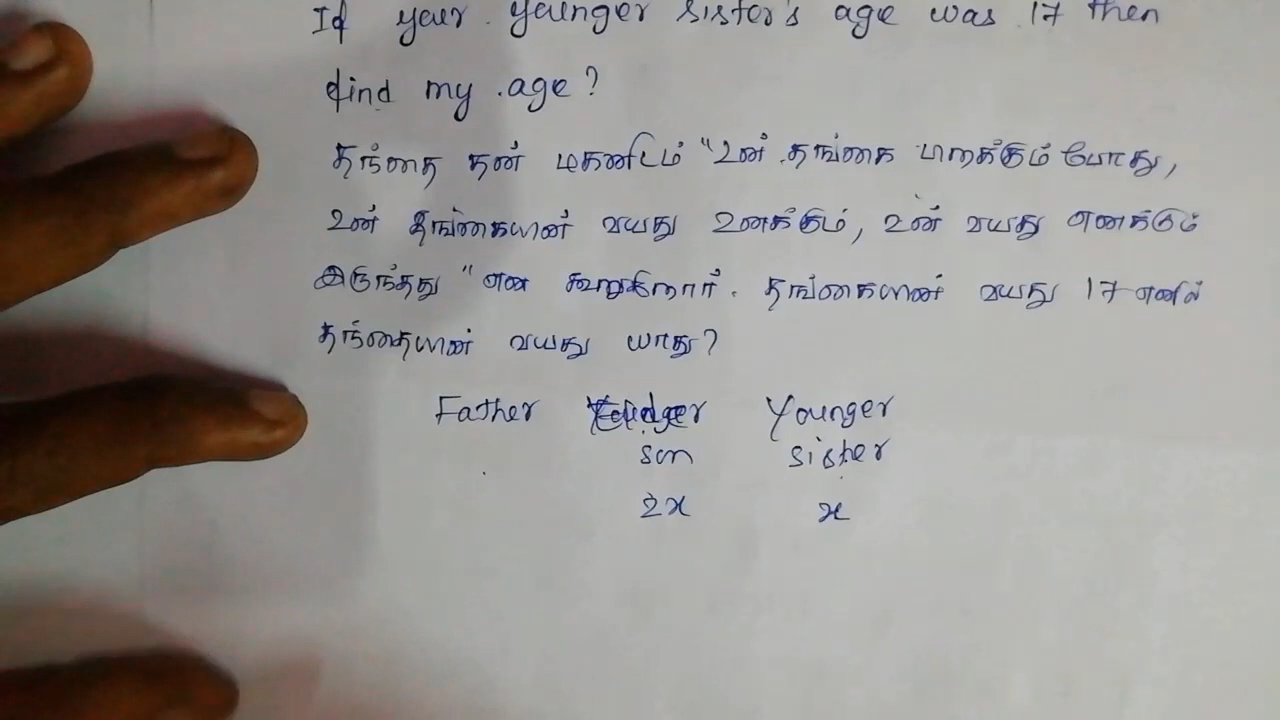 If your younger sister's age was 17 then
find my age?
தந்தை தன் மகனிடம் "உன் தங்கை பிறக்கும் போது,
உன் தங்கையின் வயது உனக்கும், உன் வயது எனக்கும்
இருந்தது" என கூறுகிறார். தங்கையின் வயது 17 எனில்
தந்தையின் வயது யாது?
Father Younger
son sister
2x x